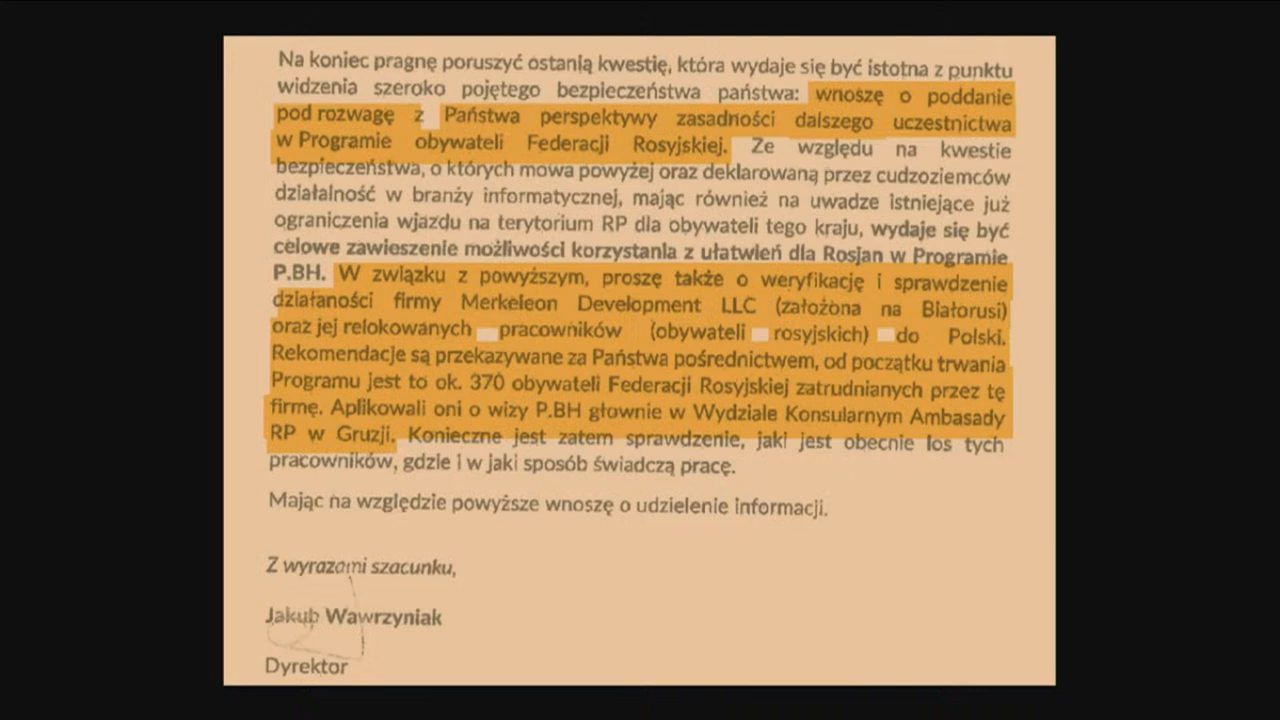 Na koniec pragnę poruszyć ostanią kwestię, która wydaje się być istotna z punktu
widzenia szeroko pojętego bezpieczeństwa państwa: wnoszę o poddanie
pod rozwagę z Państwa perspektywy zasadności dalszego uczestnictwa
w Programie obywateli Federacji Rosyjskiej. Ze względu na kwestie
bezpieczeństwa, o których mowa powyżej oraz deklarowaną przez cudzoziemców
działalność w branży informatycznej, mając również na uwadze istniejące już
ograniczenia wjazdu na terytorium RP dla obywateli tego kraju, wydaje się być
celowe zawieszenie możliwości korzystania z ułatwień dla Rosjan w Programie
P.BH. W związku z powyższym, proszę także o weryfikację i sprawdzenie
działaności firmy Merkeleon Development LLC (założona na Białorusi)
oraz jej relokowanych pracowników (obywateli rosyjskich) do Polski.
Rekomendacje są przekazywane za Państwa pośrednictwem, od początku trwania
Programu jest to ok. 370 obywateli Federacji Rosyjskiej zatrudnianych przez tę
firmę. Aplikowali oni o wizy P.BH głownie w Wydziale Konsularnym Ambasady
RP w Gruzji. Konieczne jest zatem sprawdzenie, jaki jest obecnie los tych
pracowników, gdzie i w jaki sposób świadczą pracę.
Mając na względzie powyższe wnoszę o udzielenie informacji.
Z wyrazami szacunku,
Jakub Wawrzyniak
Dyrektor